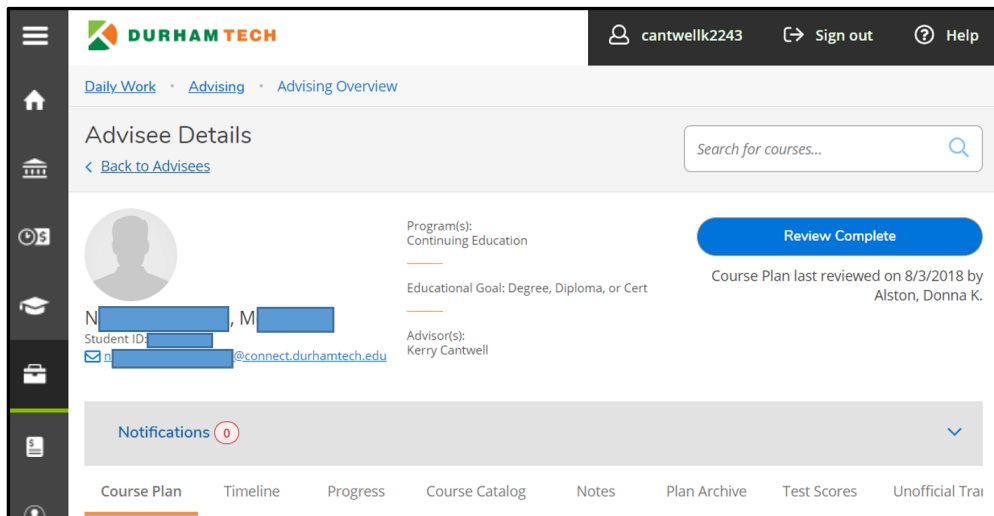 DURHAM TECH
cantwellk2243
Sign out
Help
Daily Work • Advising • Advising Overview
Advisee Details
Back to Advisees
Search for courses...
N , M
Student ID:
n @connect.durhamtech.edu
Program(s):
Continuing Education
Educational Goal: Degree, Diploma, or Cert
Advisor(s):
Kerry Cantwell
Review Complete
Course Plan last reviewed on 8/3/2018 by
Alston, Donna K.
Notifications 0
Course Plan
Timeline
Progress
Course Catalog
Notes
Plan Archive
Test Scores
Unofficial